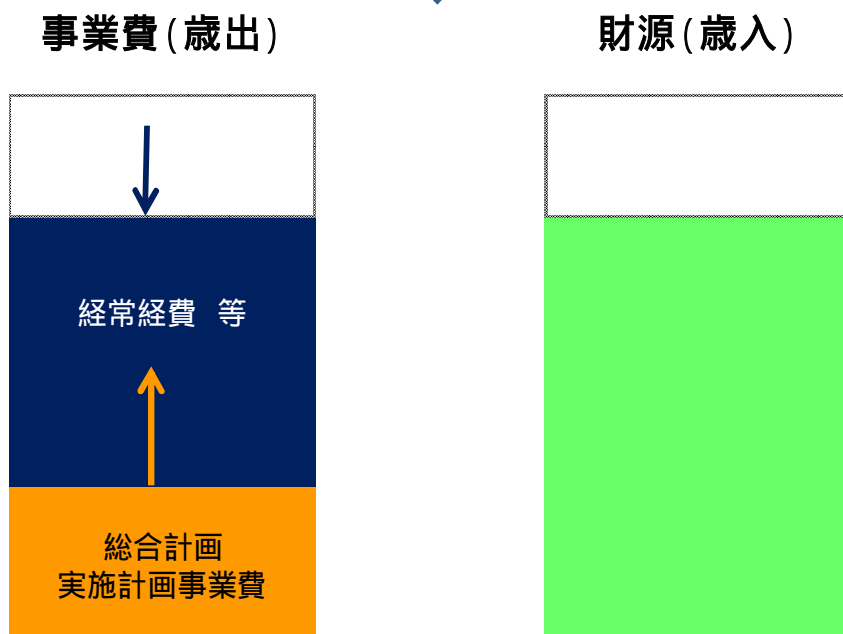 事業費(歳出)
財源(歳入)
経常経費 等
総合計画
実施計画事業費